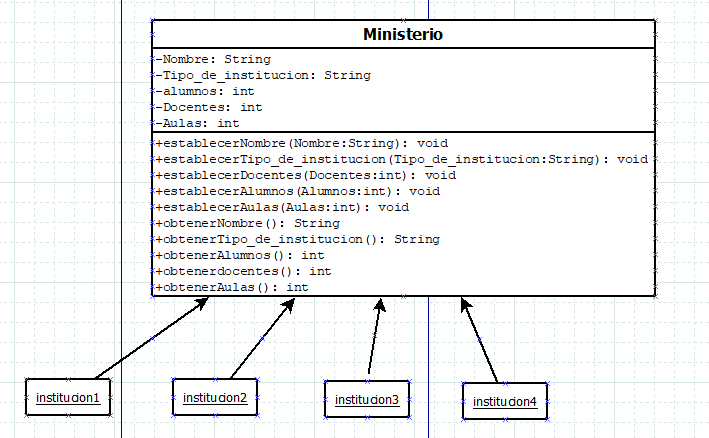 Ministerio
-Nombre: String
-Tipo_de_institucion: String
-alumnos: int
-Docentes: int
-Aulas: int
+establecerNombre(Nombre:String): void
+establecerTipo_de_institucion(Tipo_de_institucion:String): void
+establecerDocentes(Docentes:int): void
+establecerAlumnos(Alumnos:int): void
+establecerAulas(Aulas:int): void
+obtenerNombre(): String
+obtenerTipo_de_institucion(): String
+obtenerAlumnos(): int
+obtenerdocentes(): int
+obtenerAulas(): int
institucion1
institucion2
institucion3
institucion4